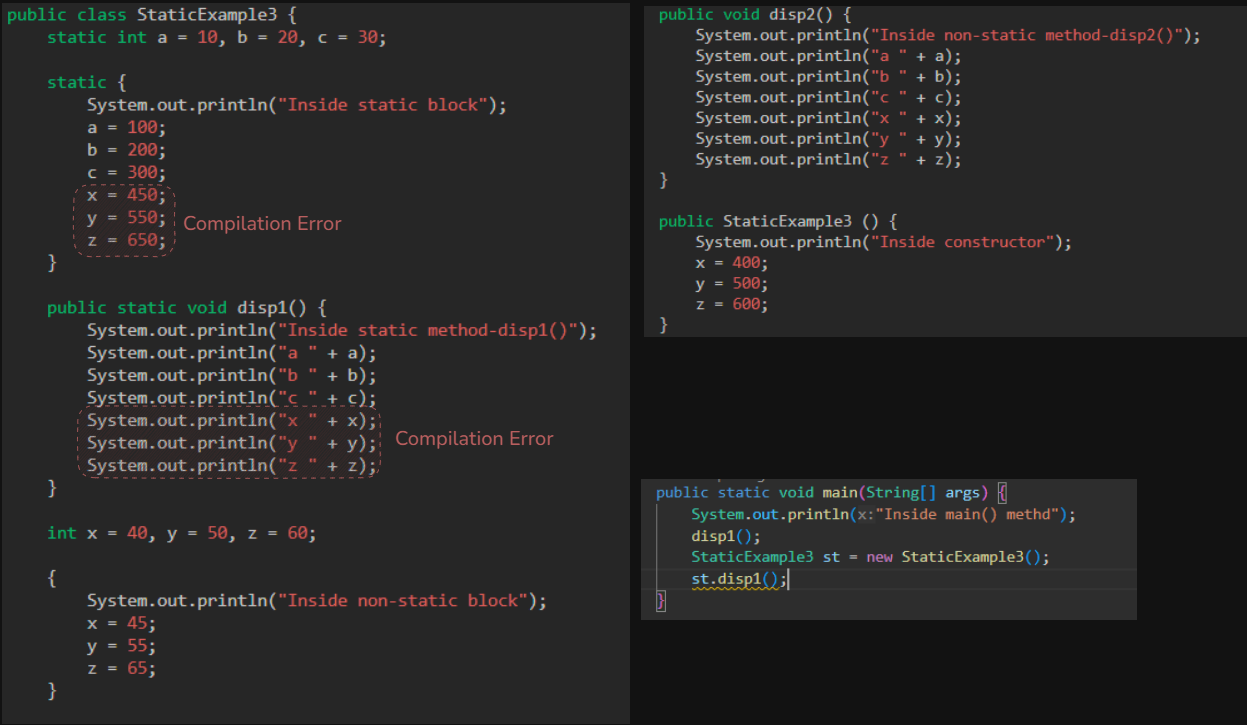 public class StaticExample3 {
static int a = 10, b = 20, c = 30;
static {
System.out.println("Inside static block");
a = 100;
b = 200;
c = 300;
x = 450;
y = 550;
z = 650;
Compilation Error
}
public static void disp1() {
System.out.println("Inside static method-disp1()");
System.out.println("a " + a);
System.out.println("b " + b);
System.out.println("c " + c);
System.out.println("x " + x);
System.out.println("y " + y);
System.out.println("z " + z);
Compilation Error
}
int x = 40, y = 50, z = 60;
{
System.out.println("Inside non-static block");
x = 45;
y = 55;
z = 65;
}
public void disp2() {
System.out.println("Inside non-static method-disp2()");
System.out.println("a " + a);
System.out.println("b " + b);
System.out.println("c " + c);
System.out.println("x " + x);
System.out.println("y " + y);
System.out.println("z " + z);
}
public StaticExample3 () {
System.out.println("Inside constructor");
x = 400;
y = 500;
z = 600;
}
public static void main(String[] args) {
System.out.println(x:"Inside main() methd");
disp1();
StaticExample3 st = new StaticExample3();
st.disp1();
}